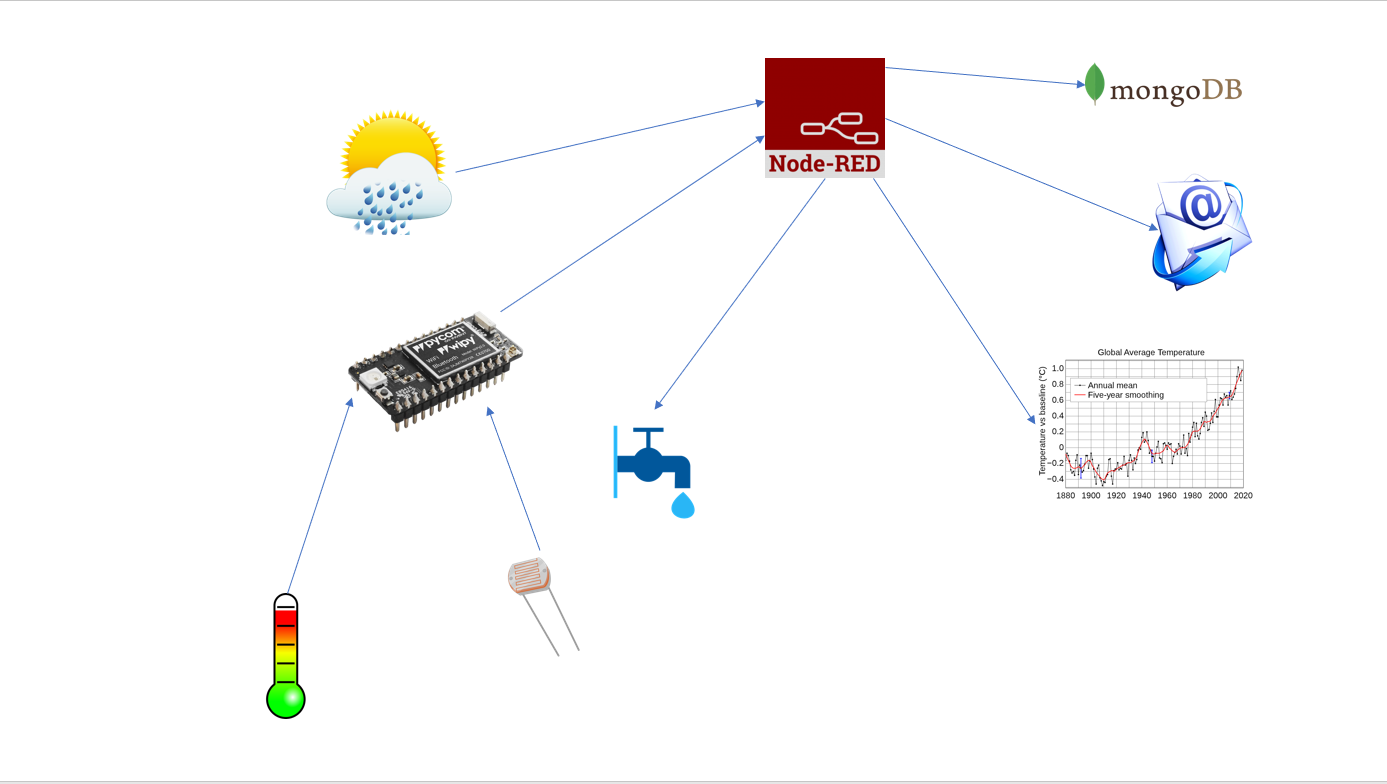 Node-RED
mongoDB
@
pycom
wipy
WiFi
Bluetooth
Global Average Temperature
Temperature vs baseline (°C)
1.0
0.8
0.6
0.4
0.2
0
−0.2
−0.4
Annual mean
Five-year smoothing
1880 1900 1920 1940 1960 1980 2000 2020